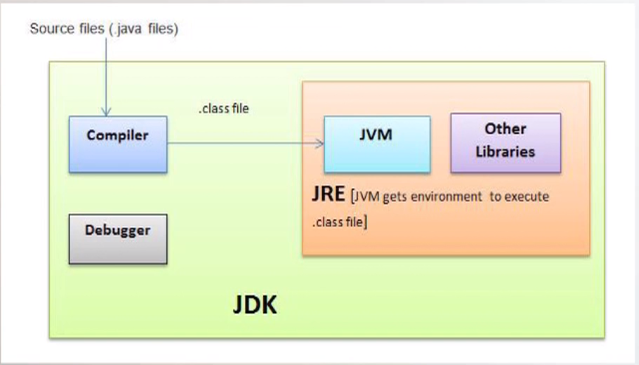 Source files (.java files)
.class file
Compiler
JVM
Other
Libraries
JRE [JVM gets environment to execute
.class file]
Debugger
JDK